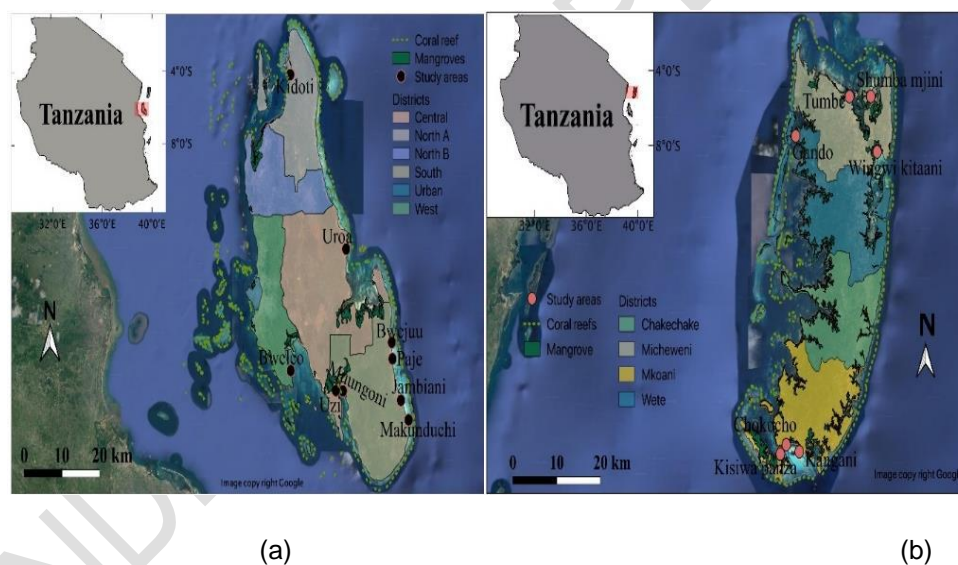 Coral reef
Mangroves
Study areas
Districts
Central
North A
North B
South
Urban
West
4°0'S
8°0'S
32°0'E
36°0'E
40°0'E
Tanzania
Kidoti
Uroa
Bwejuu
Paje
Jambiani
Makunduchi
Bweleo
Muungoni
Uzi
N
0 10 20 km
Image copy right Google
(a)
4°0'S
8°0'S
32°0'E
36°0'E
40°0'E
Tanzania
Shumba mjini
Tumbe
Gando
Wingwi kitaani
Study areas
Coral reefs
Mangrove
Districts
Chakechake
Micheweni
Mkoani
Wete
Chokocho
Kisiwa panza
Kangani
N
0 10 20 km
Image copy right Google
(b)